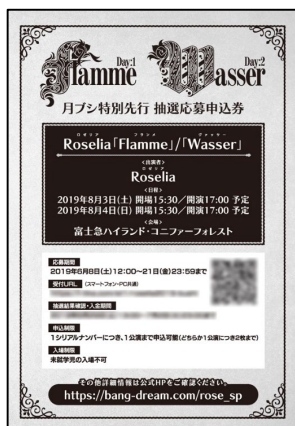 Day:1
Flamme
Day:2
Wasser
月ブシ特別先行 抽選応募申込券
ロゼリア フラメ ヴァッサー
Roselia「Flamme」/「Wasser」
<出演者>
ロゼリア
Roselia
<日程>
2019年8月3日(土) 開場15:30／開演17:00 予定
2019年8月4日(日) 開場15:30／開演17:00 予定
<会場>
富士急ハイランド・コニファーフォレスト
応募期間
2019年6月8日(土)12:00〜21日(金)23:59まで
受付URL (スマートフォン・PC共通)
抽選結果確認・入金期間
申込制限
1シリアルナンバーにつき、1公演まで申込可能(どちらか1公演につき2枚まで)
入場制限
未就学児の入場不可
その他詳細情報は公式HPをご確認ください。
https://bang-dream.com/rose_sp